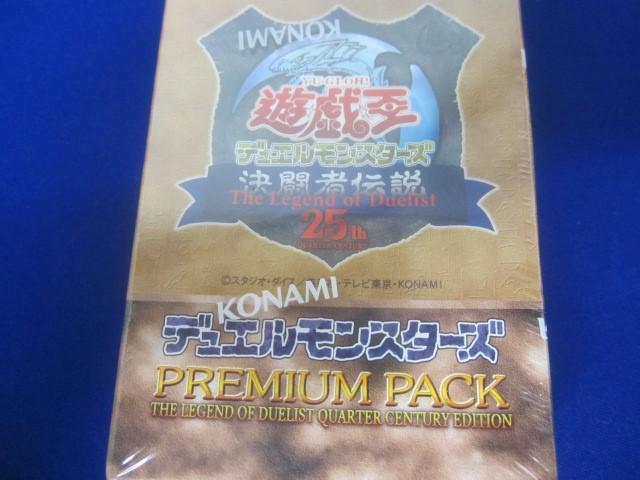 KONAMI
YU-GI-OH!
遊戯王
デュエルモンスターズ
決闘者伝説
The Legend of Duelist
25th
QUARTER CENTURY
©スタジオ・ダイス ・テレビ東京・KONAMI
KONAMI
デュエルモンスターズ
PREMIUM PACK
THE LEGEND OF DUELIST QUARTER CENTURY EDITION